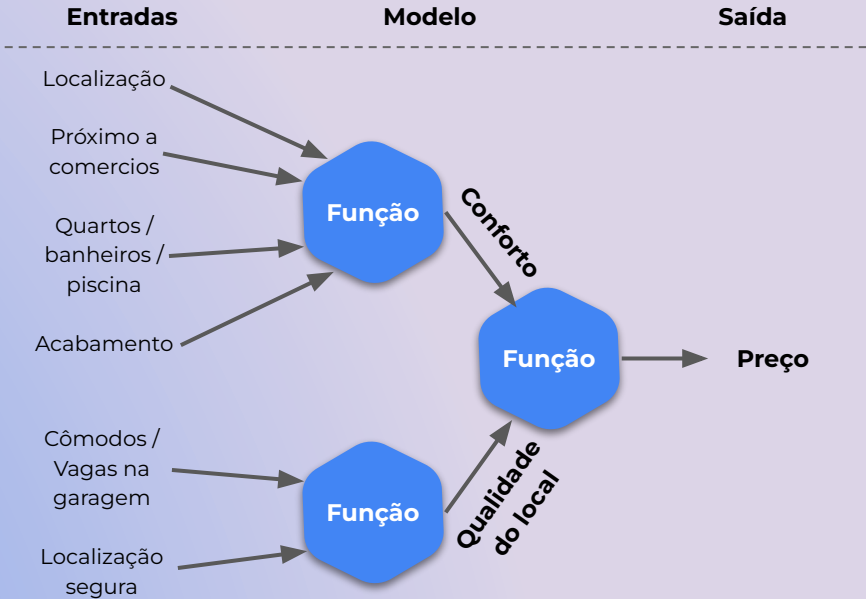 Entradas
Modelo
Saída
Localização
Próximo a
comercios
Quartos /
banheiros /
piscina
Acabamento
Cômodos /
Vagas na
garagem
Localização
segura
Função
Conforto
Função
Qualidade
do local
Função
Preço